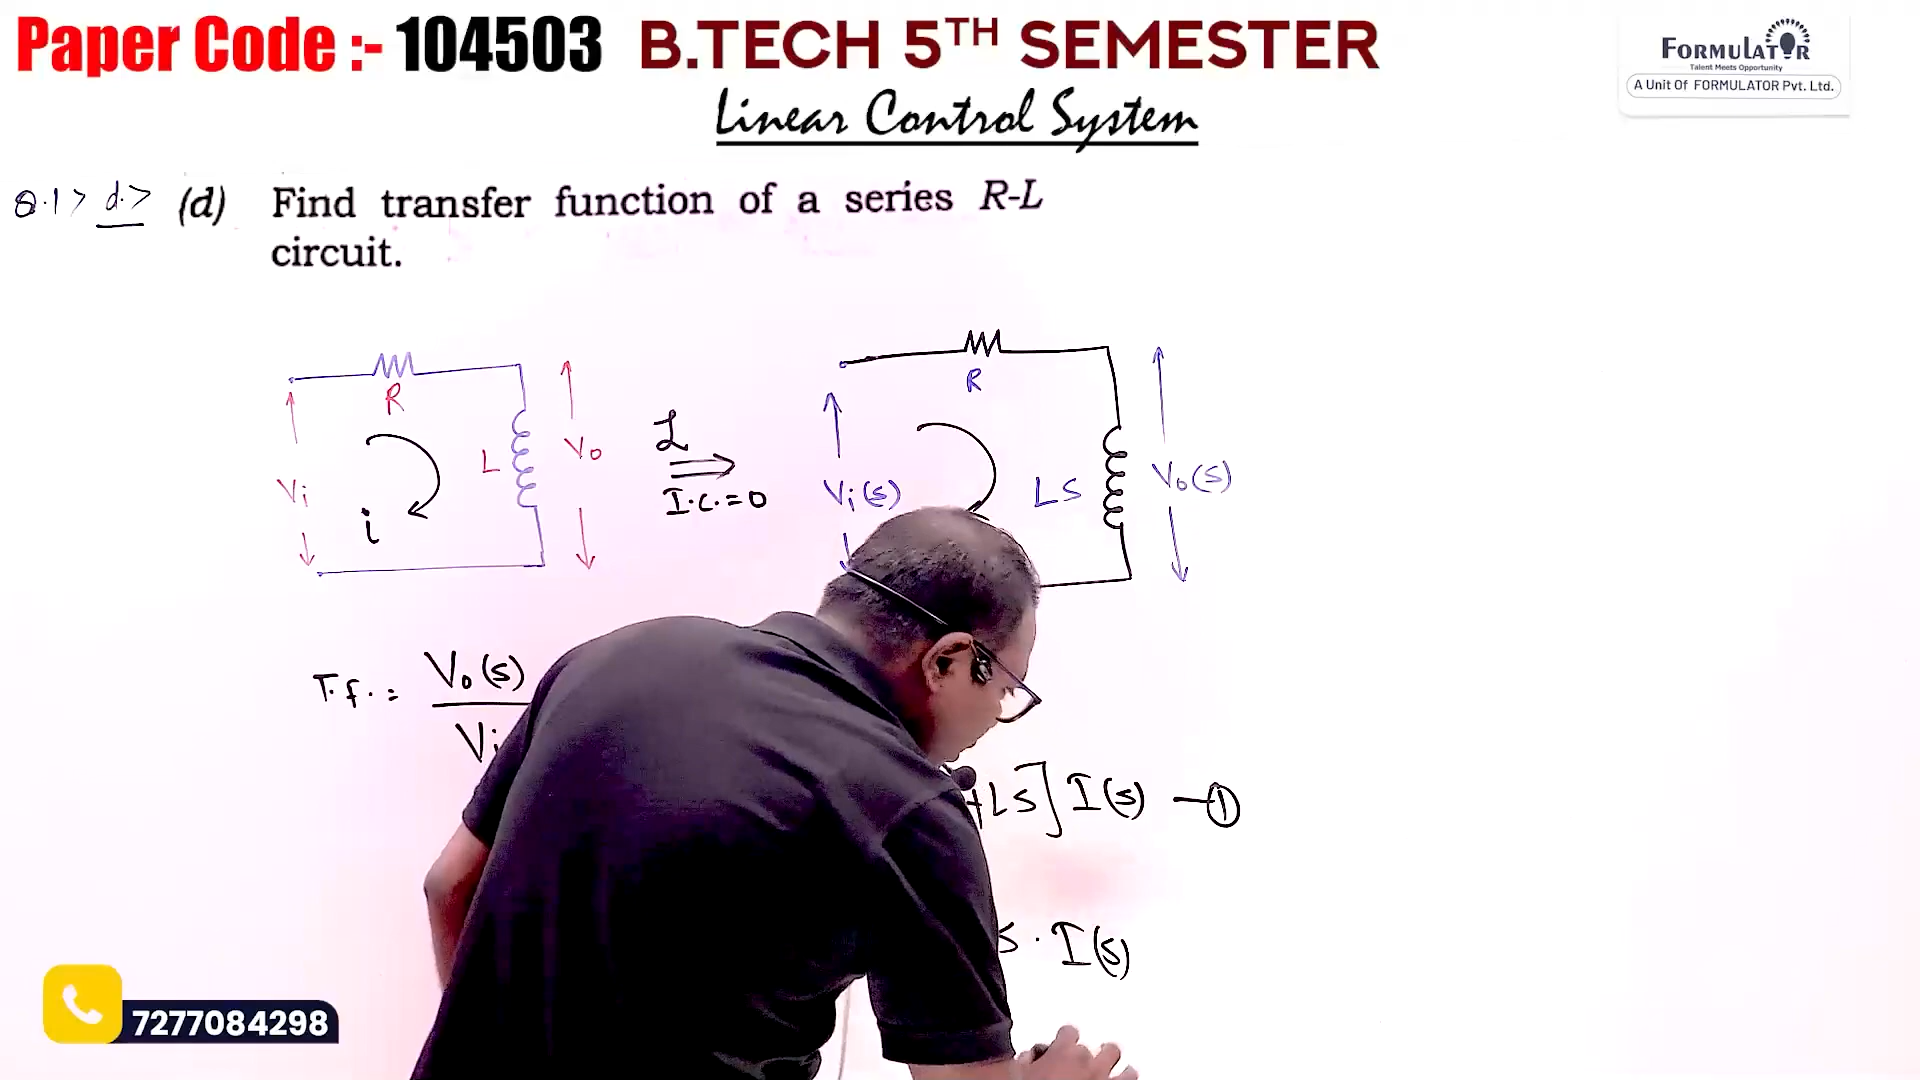 Paper Code :- 104503 B.TECH 5TH SEMESTER
FORMULATOR
Talent Meets Opportunity
A Unit Of FORMULATOR Pvt. Ltd.
Linear Control System
Q.1> d.> (d) Find transfer function of a series R-L
circuit.
R
R
L
Vo
Vi
i
ℒ
⇒
I.C.=0
Vi(s)
LS
Vo(s)
T.f. = Vo(s)
Vi
+LS] I(s) —①
S · I(s)
7277084298